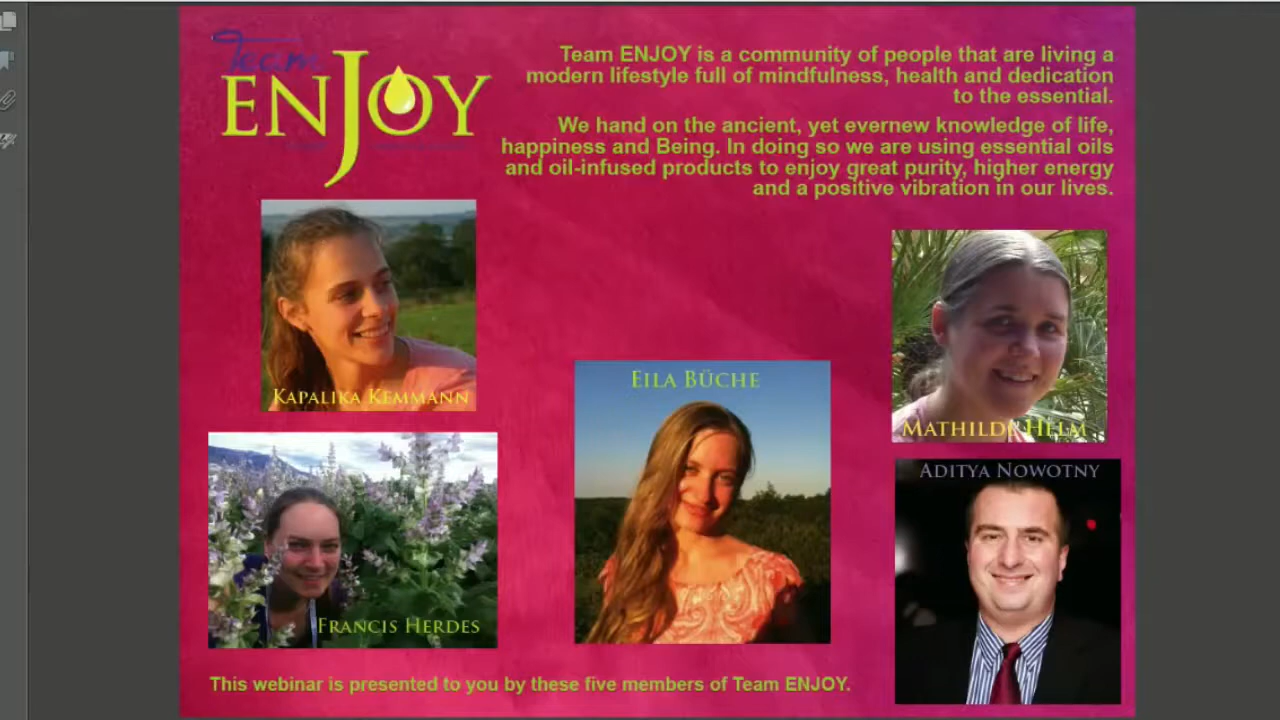 Team
ENJOY
Team ENJOY is a community of people that are living a
modern lifestyle full of mindfulness, health and dedication
to the essential.
We hand on the ancient, yet evernew knowledge of life,
happiness and Being. In doing so we are using essential oils
and oil-infused products to enjoy great purity, higher energy
and a positive vibration in our lives.
KAPALIKA KEMMANN
EILA BÜCHE
MATHILDE HELM
FRANCIS HERDES
ADITYA NOWOTNY
This webinar is presented to you by these five members of Team ENJOY.